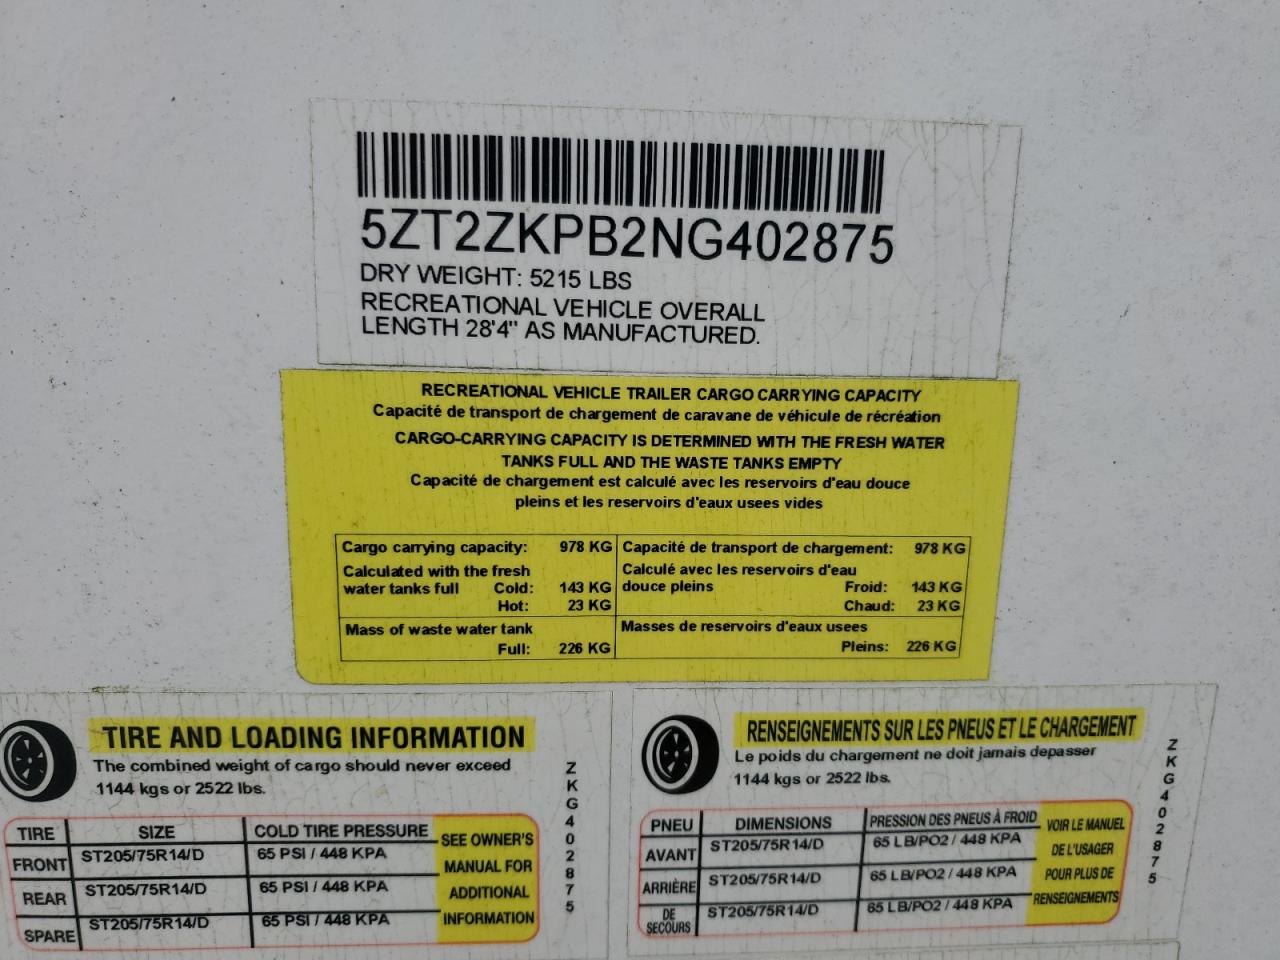 5ZT2ZKPB2NG402875
DRY WEIGHT: 5215 LBS
RECREATIONAL VEHICLE OVERALL
LENGTH 28'4" AS MANUFACTURED.
RECREATIONAL VEHICLE TRAILER CARGO CARRYING CAPACITY
Capacité de transport de chargement de caravane de véhicule de récréation
CARGO-CARRYING CAPACITY IS DETERMINED WITH THE FRESH WATER
TANKS FULL AND THE WASTE TANKS EMPTY
Capacité de chargement est calculé avec les reservoirs d'eau douce
pleins et les reservoirs d'eaux usees vides
Cargo carrying capacity: 978 KG
Calculated with the fresh
water tanks full Cold: 143 KG
Hot: 23 KG
Mass of waste water tank
Full: 226 KG
Capacité de transport de chargement: 978 KG
Calculé avec les reservoirs d'eau
douce pleins Froid: 143 KG
Chaud: 23 KG
Masses de reservoirs d'eaux usees
Pleins: 226 KG
TIRE AND LOADING INFORMATION
The combined weight of cargo should never exceed
1144 kgs or 2522 lbs.
TIRE SIZE COLD TIRE PRESSURE
FRONT ST205/75R14/D 65 PSI / 448 KPA
REAR ST205/75R14/D 65 PSI / 448 KPA
SPARE ST205/75R14/D 65 PSI / 448 KPA
SEE OWNER'S
MANUAL FOR
ADDITIONAL
INFORMATION
ZKG402875
RENSEIGNEMENTS SUR LES PNEUS ET LE CHARGEMENT
Le poids du chargement ne doit jamais depasser
1144 kgs or 2522 lbs.
PNEU DIMENSIONS PRESSION DES PNEUS À FROID
AVANT ST205/75R14/D 65 LB/PO2 / 448 KPA
ARRIÈRE ST205/75R14/D 65 LB/PO2 / 448 KPA
DE
SECOURS ST205/75R14/D 65 LB/PO2 / 448 KPA
VOIR LE MANUEL
DE L'USAGER
POUR PLUS DE
RENSEIGNEMENTS
ZKG402875